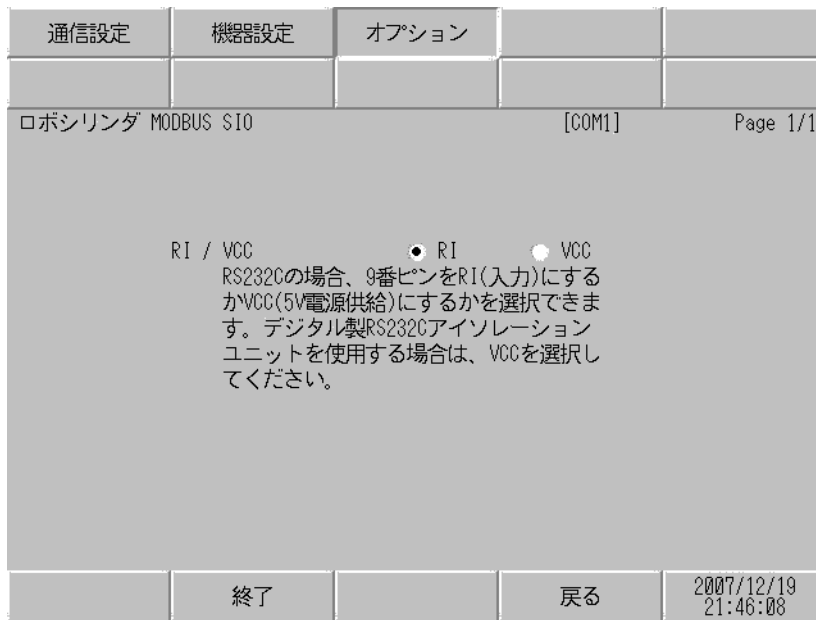 通信設定 機器設定 オプション
ロボシリンダ MODBUS SIO [COM1] Page 1/1
RI / VCC RI VCC
RS232Cの場合、9番ピンをRI(入力)にする
かVCC(5V電源供給)にするかを選択できま
す。デジタル製RS232Cアイソレーション
ユニットを使用する場合は、VCCを選択し
てください。
終了 戻る 2007/12/19
21:46:08